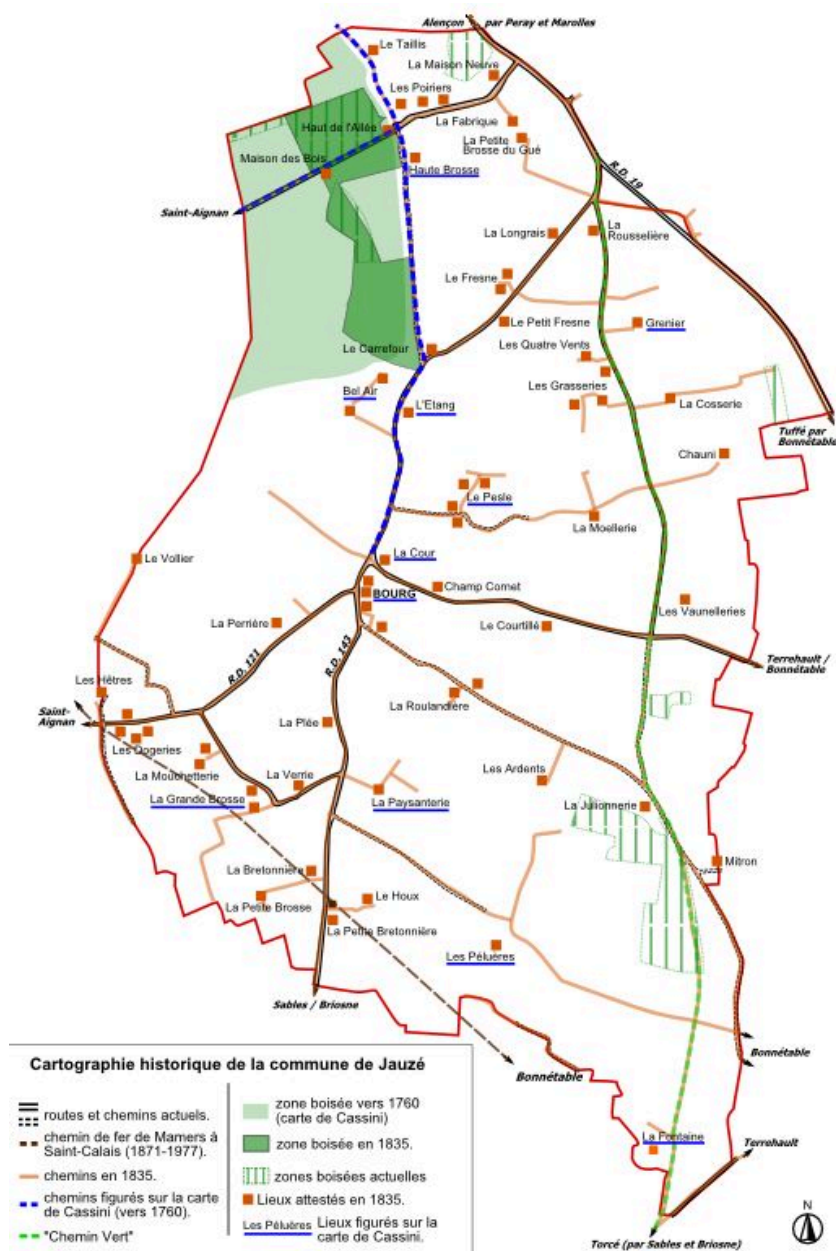 Alençon par Peray et Marolles
Le Taillis
La Maison Neuve
Les Poiriers
La Fabrique
Haut de l'Allée
La Petite
Brosse du Gué
Maison des Bois
Haute Brosse
R.D. 19
Saint-Aignan
La Longrais
La
Rousselière
Le Fresne
Le Petit Fresne
Grenier
Les Quatre Vents
Le Carrefour
Bel Air
Les Grasseries
L'Etang
La Cosserie
Tuffé par
Bonnétable
Chauni
Le Pesle
La Moellerie
Le Vollier
La Cour
BOURG
Champ Cornet
Les Vaunelleries
La Perrière
Le Courtillé
R.D. 121
R.D. 143
Terrehault /
Bonnétable
Les Hêtres
Saint-
Aignan
La Roulandière
La Plée
Les Dogeries
La Mouchetterie
La Verrie
Les Ardents
La Grande Brosse
La Paysanterie
La Julionnerie
Mitron
La Bretonnière
La Petite Brosse
Le Houx
La Petite Bretonnière
Les Péluères
Sables / Briosne
Bonnétable
Bonnétable
La Fontaine
Terrehault
Torcé (par Sables et Briosne)
N
Cartographie historique de la commune de Jauzé
routes et chemins actuels.
chemin de fer de Mamers à
Saint-Calais (1871-1977).
chemins en 1835.
chemins figurés sur la carte
de Cassini (vers 1760).
"Chemin Vert"
zone boisée vers 1760
(carte de Cassini)
zone boisée en 1835.
zones boisées actuelles
Lieux attestés en 1835.
Les Péluères Lieux figurés sur la
carte de Cassini.